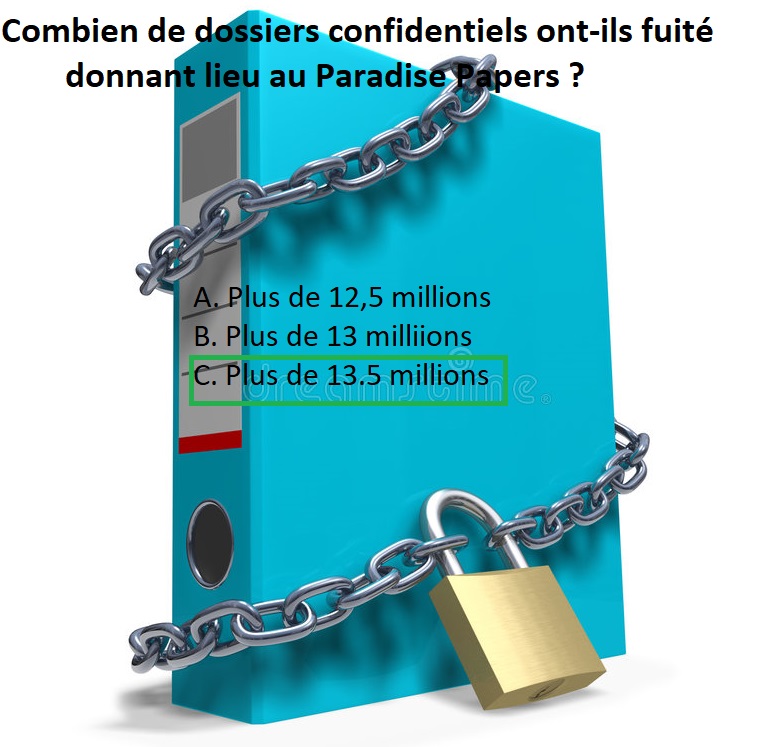 Combien de dossiers confidentiels ont-ils fuité
donnant lieu au Paradise Papers ?
A. Plus de 12,5 millions
B. Plus de 13 milliions
C. Plus de 13.5 millions
dreamstime.